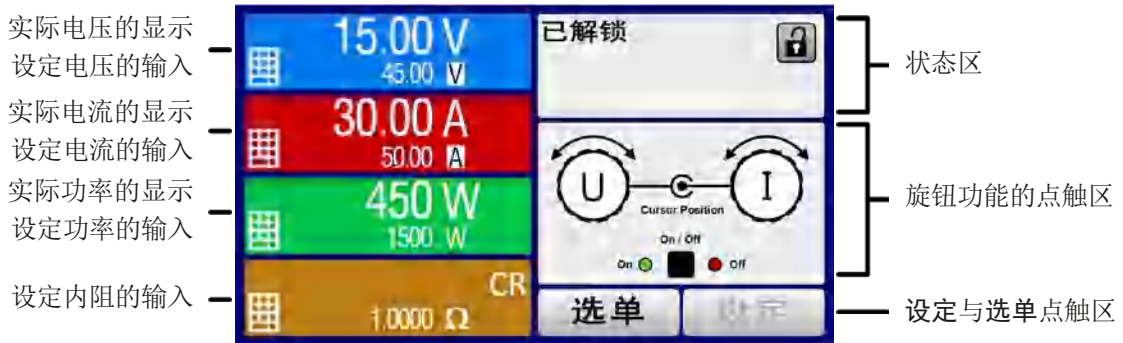 实际电压的显示
设定电压的输入
实际电流的显示
设定电流的输入
实际功率的显示
设定功率的输入
设定内阻的输入
15.00 V
45.00 V
30.00 A
50.00 A
450 W
1500 W
CR
1.0000 Ω
已解锁
U
I
Cursor Position
On / Off
On
Off
选单
设定
状态区
旋钮功能的点触区
设定与选单点触区